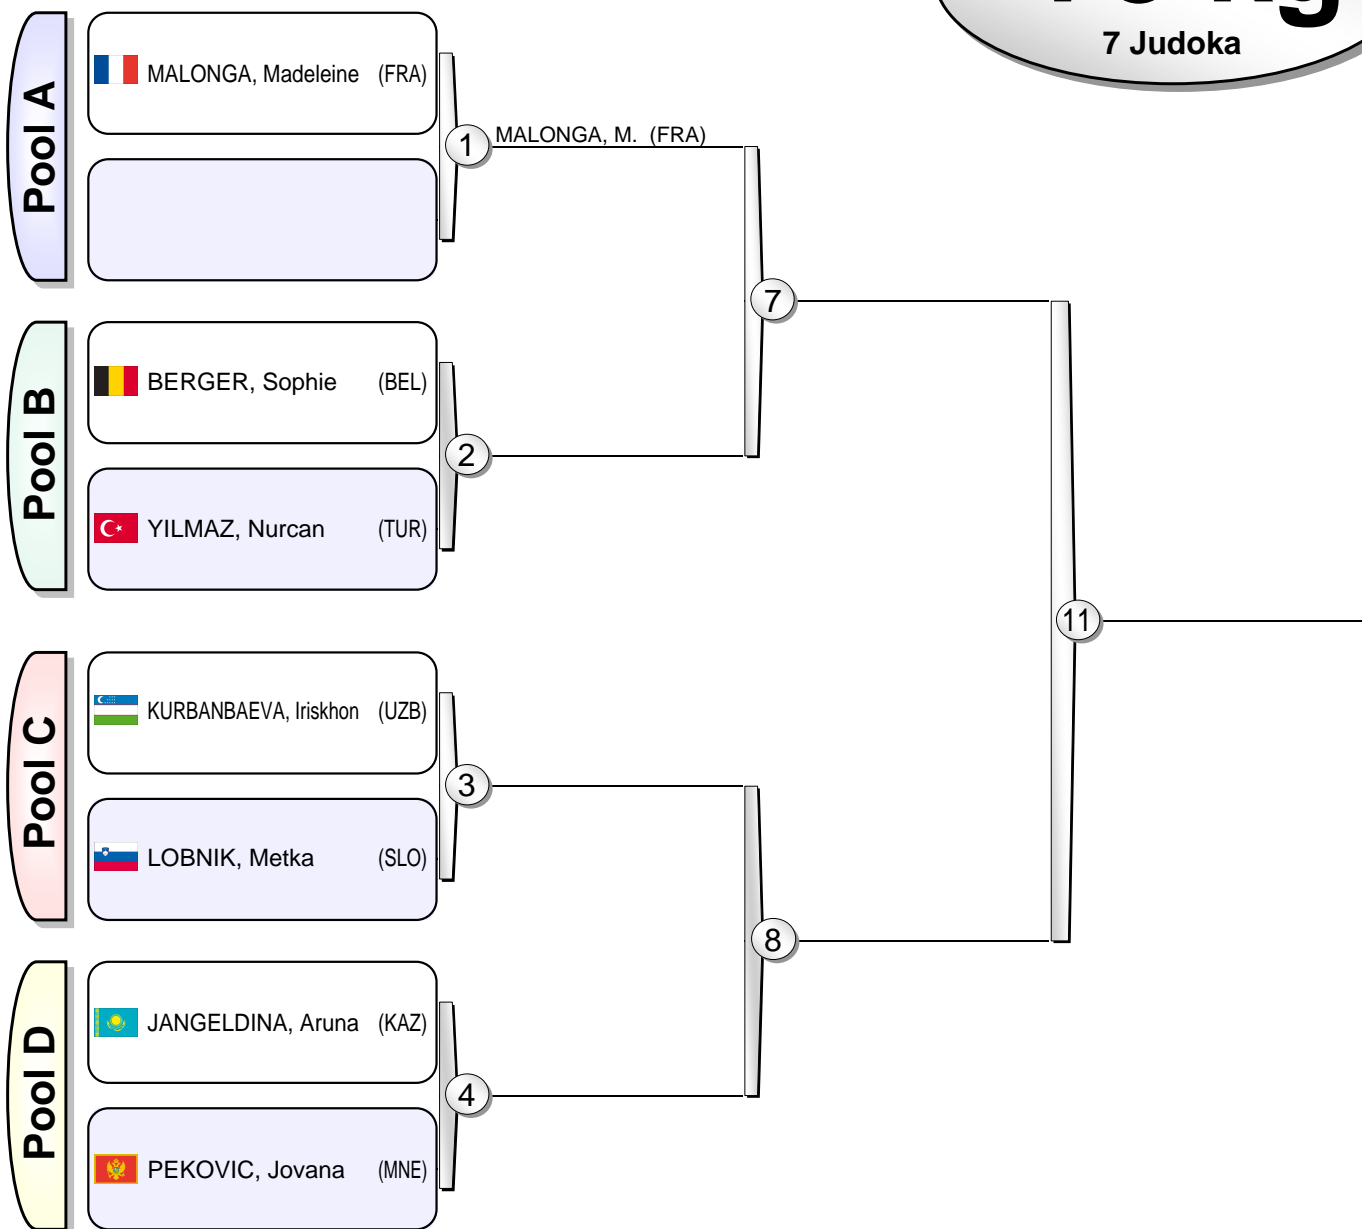 7 Judoka
Pool A
MALONGA, Madeleine (FRA)
1
MALONGA, M. (FRA)
7
Pool B
BERGER, Sophie (BEL)
2
YILMAZ, Nurcan (TUR)
11
Pool C
KURBANBAEVA, Iriskhon (UZB)
3
LOBNIK, Metka (SLO)
8
Pool D
JANGELDINA, Aruna (KAZ)
4
PEKOVIC, Jovana (MNE)